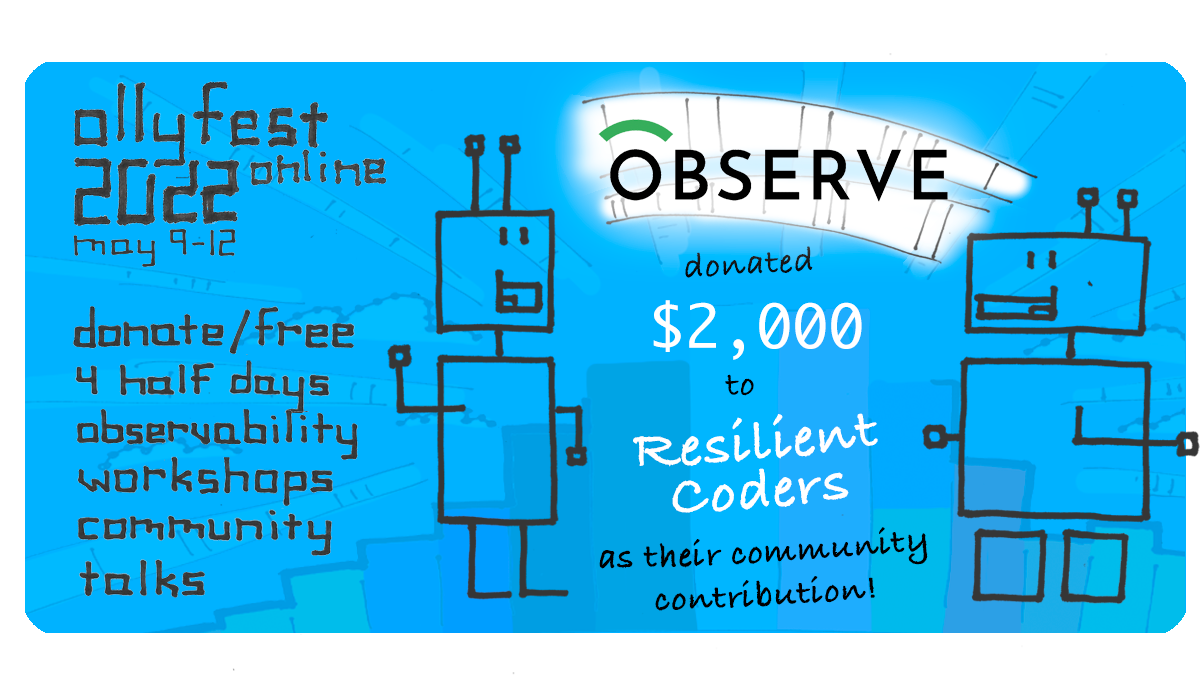 ollyfest
2022 online
may 9-12
donate/free
4 half days
observability
workshops
community
talks
OBSERVE
donated
$2,000
to
Resilient
Coders
as their community
contribution!